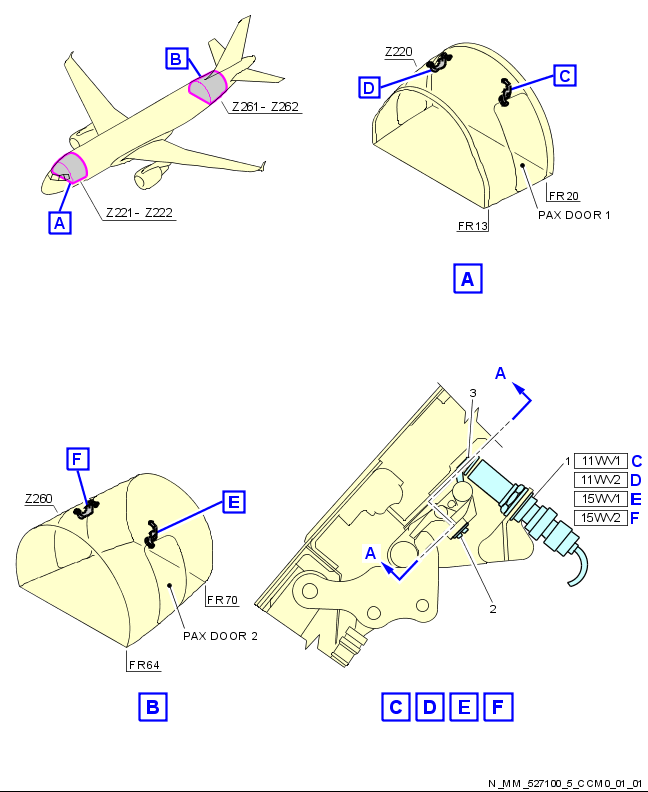 B
Z261- Z262
A
Z221- Z222
Z220
D
C
FR20
FR13
PAX DOOR 1
A
A
3
1 11WV1 C
11WV2 D
15WV1 E
15WV2 F
A
2
F
Z260
E
FR70
PAX DOOR 2
FR64
B
C D E F
N_MM_527100_5_CCM0_01_01